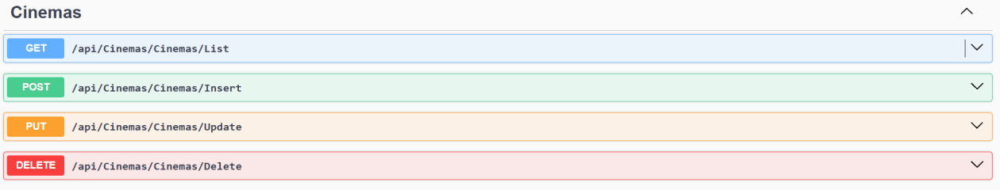 Cinemas
GET /api/Cinemas/Cinemas/List
POST /api/Cinemas/Cinemas/Insert
PUT /api/Cinemas/Cinemas/Update
DELETE /api/Cinemas/Cinemas/Delete